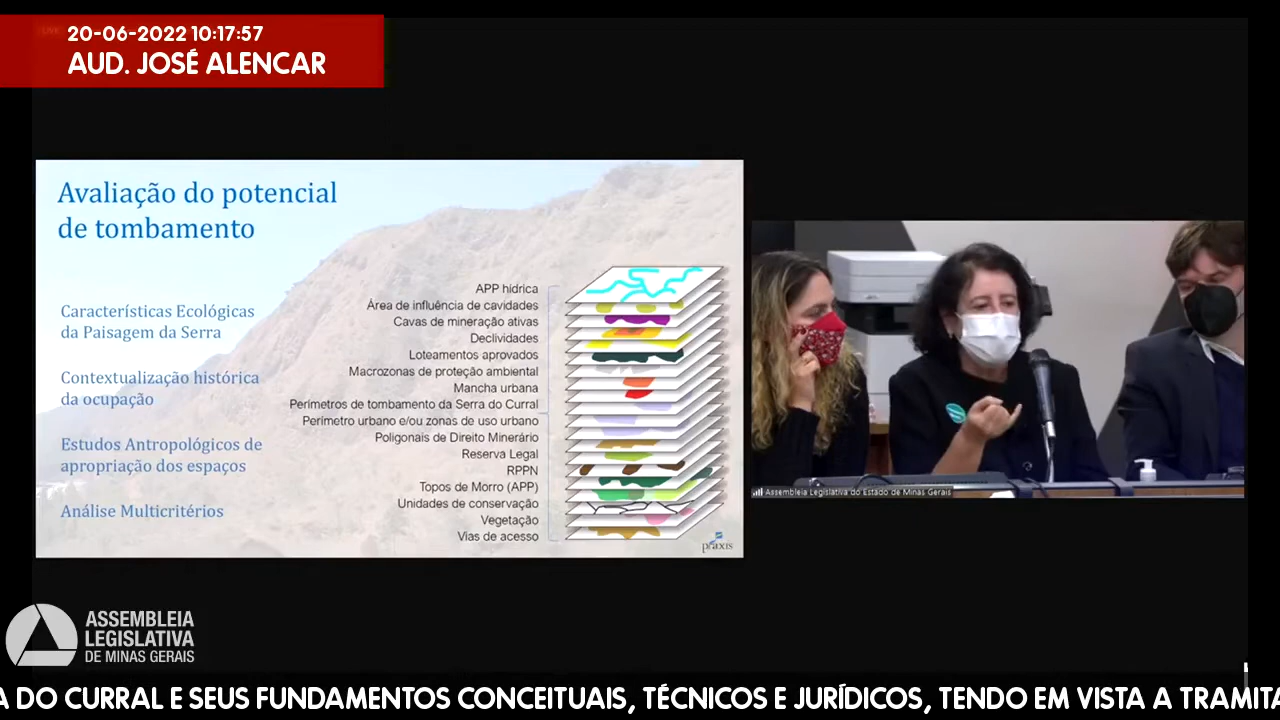 20-06-2022 10:17:57
AUD. JOSÉ ALENCAR
Avaliação do potencial
de tombamento
Características Ecológicas
da Paisagem da Serra
Contextualização histórica
da ocupação
Estudos Antropológicos de
apropriação dos espaços
Análise Multicritérios
APP hídrica
Área de influência de cavidades
Cavas de mineração ativas
Declividades
Loteamentos aprovados
Macrozonas de proteção ambiental
Mancha urbana
Perímetros de tombamento da Serra do Curral
Perímetro urbano e/ou zonas de uso urbano
Poligonais de Direito Minerário
Reserva Legal
RPPN
Topos de Morro (APP)
Unidades de conservação
Vegetação
Vias de acesso
práxis
Assembleia Legislativa do Estado de Minas Gerais
ASSEMBLEIA
LEGISLATIVA
DE MINAS GERAIS
A DO CURRAL E SEUS FUNDAMENTOS CONCEITUAIS, TÉCNICOS E JURÍDICOS, TENDO EM VISTA A TRAMITA